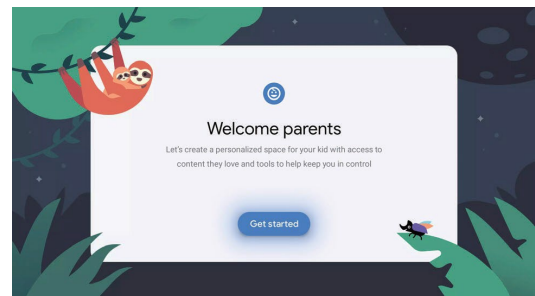 Welcome parents
Let's create a personalized space for your kid with access to
content they love and tools to help keep you in control
Get started